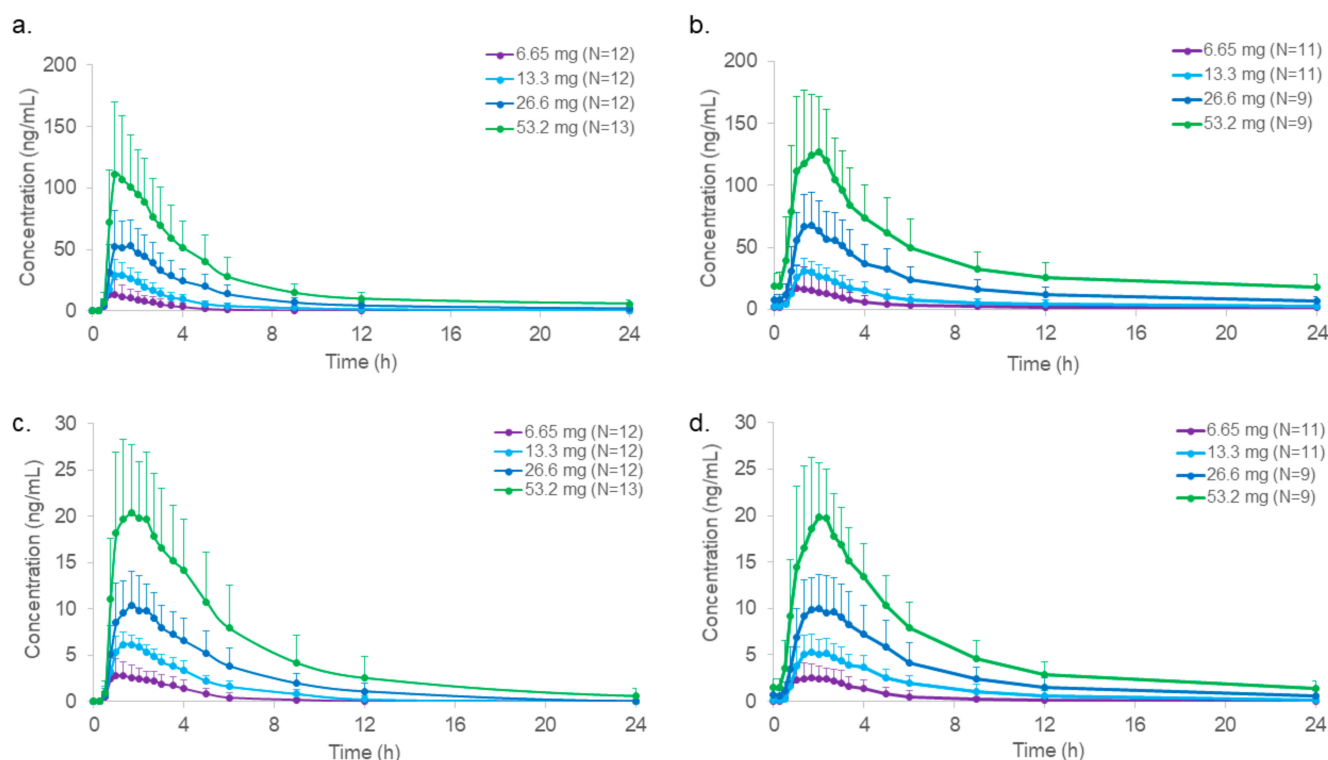 a.
6.65 mg (N=12)
13.3 mg (N=12)
26.6 mg (N=12)
53.2 mg (N=13)
Concentration (ng/mL)
200
150
100
50
0
0 4 8 12 16 20 24
Time (h)
b.
6.65 mg (N=11)
13.3 mg (N=11)
26.6 mg (N=9)
53.2 mg (N=9)
Concentration (ng/mL)
200
150
100
50
0
0 4 8 12 16 20 24
Time (h)
c.
6.65 mg (N=12)
13.3 mg (N=12)
26.6 mg (N=12)
53.2 mg (N=13)
Concentration (ng/mL)
30
25
20
15
10
5
0
0 4 8 12 16 20 24
Time (h)
d.
6.65 mg (N=11)
13.3 mg (N=11)
26.6 mg (N=9)
53.2 mg (N=9)
Concentration (ng/mL)
30
25
20
15
10
5
0
0 4 8 12 16 20 24
Time (h)